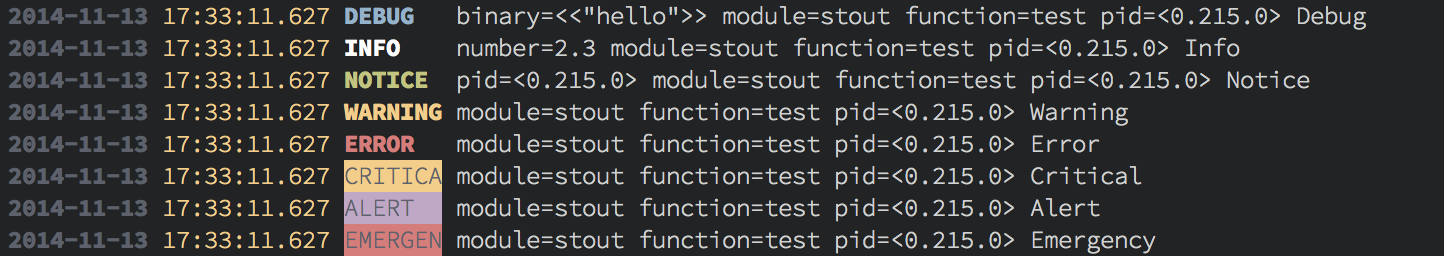 2014-11-13 17:33:11.627 DEBUG binary=<<"hello">> module=stout function=test pid=<0.215.0> Debug
2014-11-13 17:33:11.627 INFO number=2.3 module=stout function=test pid=<0.215.0> Info
2014-11-13 17:33:11.627 NOTICE pid=<0.215.0> module=stout function=test pid=<0.215.0> Notice
2014-11-13 17:33:11.627 WARNING module=stout function=test pid=<0.215.0> Warning
2014-11-13 17:33:11.627 ERROR module=stout function=test pid=<0.215.0> Error
2014-11-13 17:33:11.627 CRITICA module=stout function=test pid=<0.215.0> Critical
2014-11-13 17:33:11.627 ALERT module=stout function=test pid=<0.215.0> Alert
2014-11-13 17:33:11.627 EMERGEN module=stout function=test pid=<0.215.0> Emergency